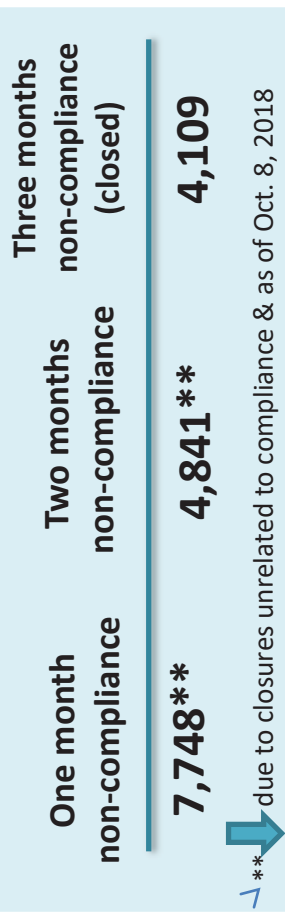 One month
non-compliance
Two months
non-compliance
Three months
non-compliance
(closed)
7,748**
4,841**
4,109
** due to closures unrelated to compliance & as of Oct. 8, 2018